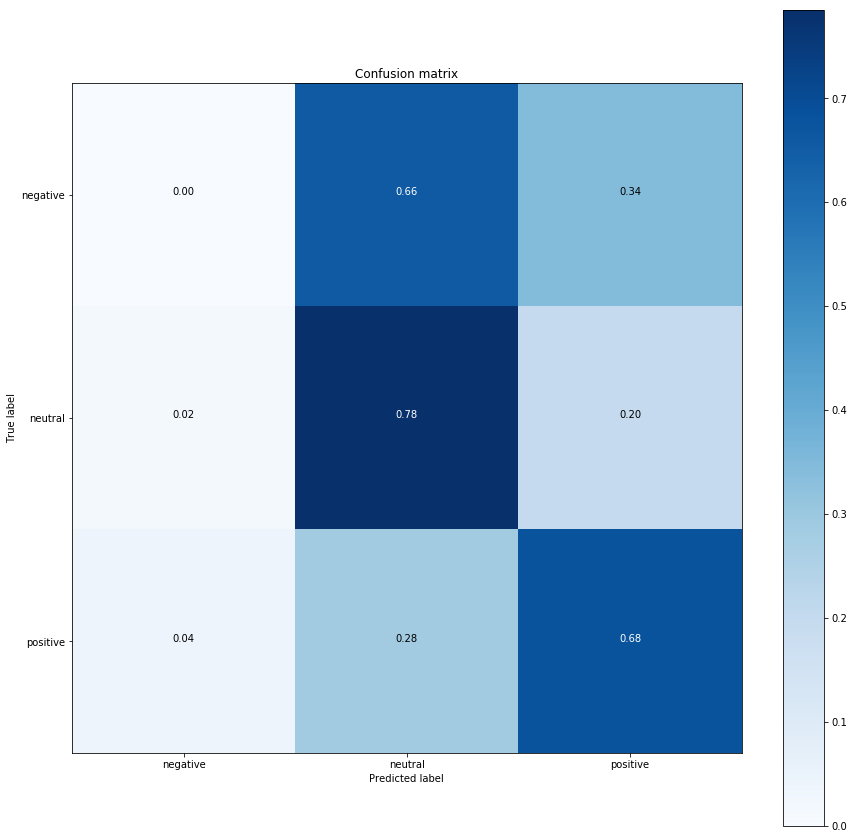 Confusion matrix
negative 0.00 0.66 0.34
neutral 0.02 0.78 0.20
positive 0.04 0.28 0.68
negative neutral positive
Predicted label
True label
0.7
0.6
0.5
0.4
0.3
0.2
0.1
0.0